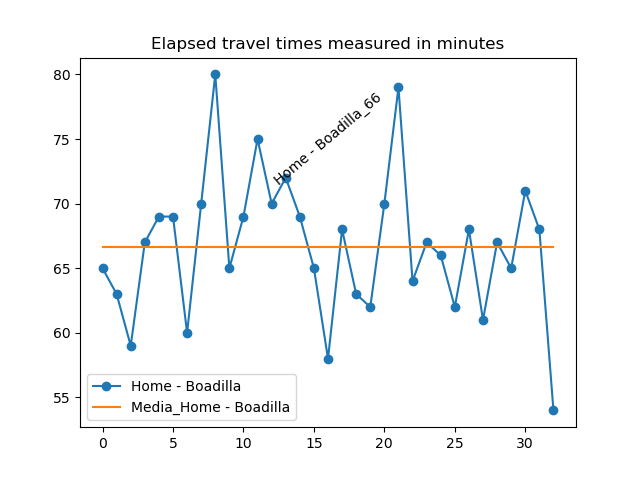 Elapsed travel times measured in minutes
80
75
70
65
60
55
Home - Boadilla_66
Home - Boadilla
Media_Home - Boadilla
0 5 10 15 20 25 30